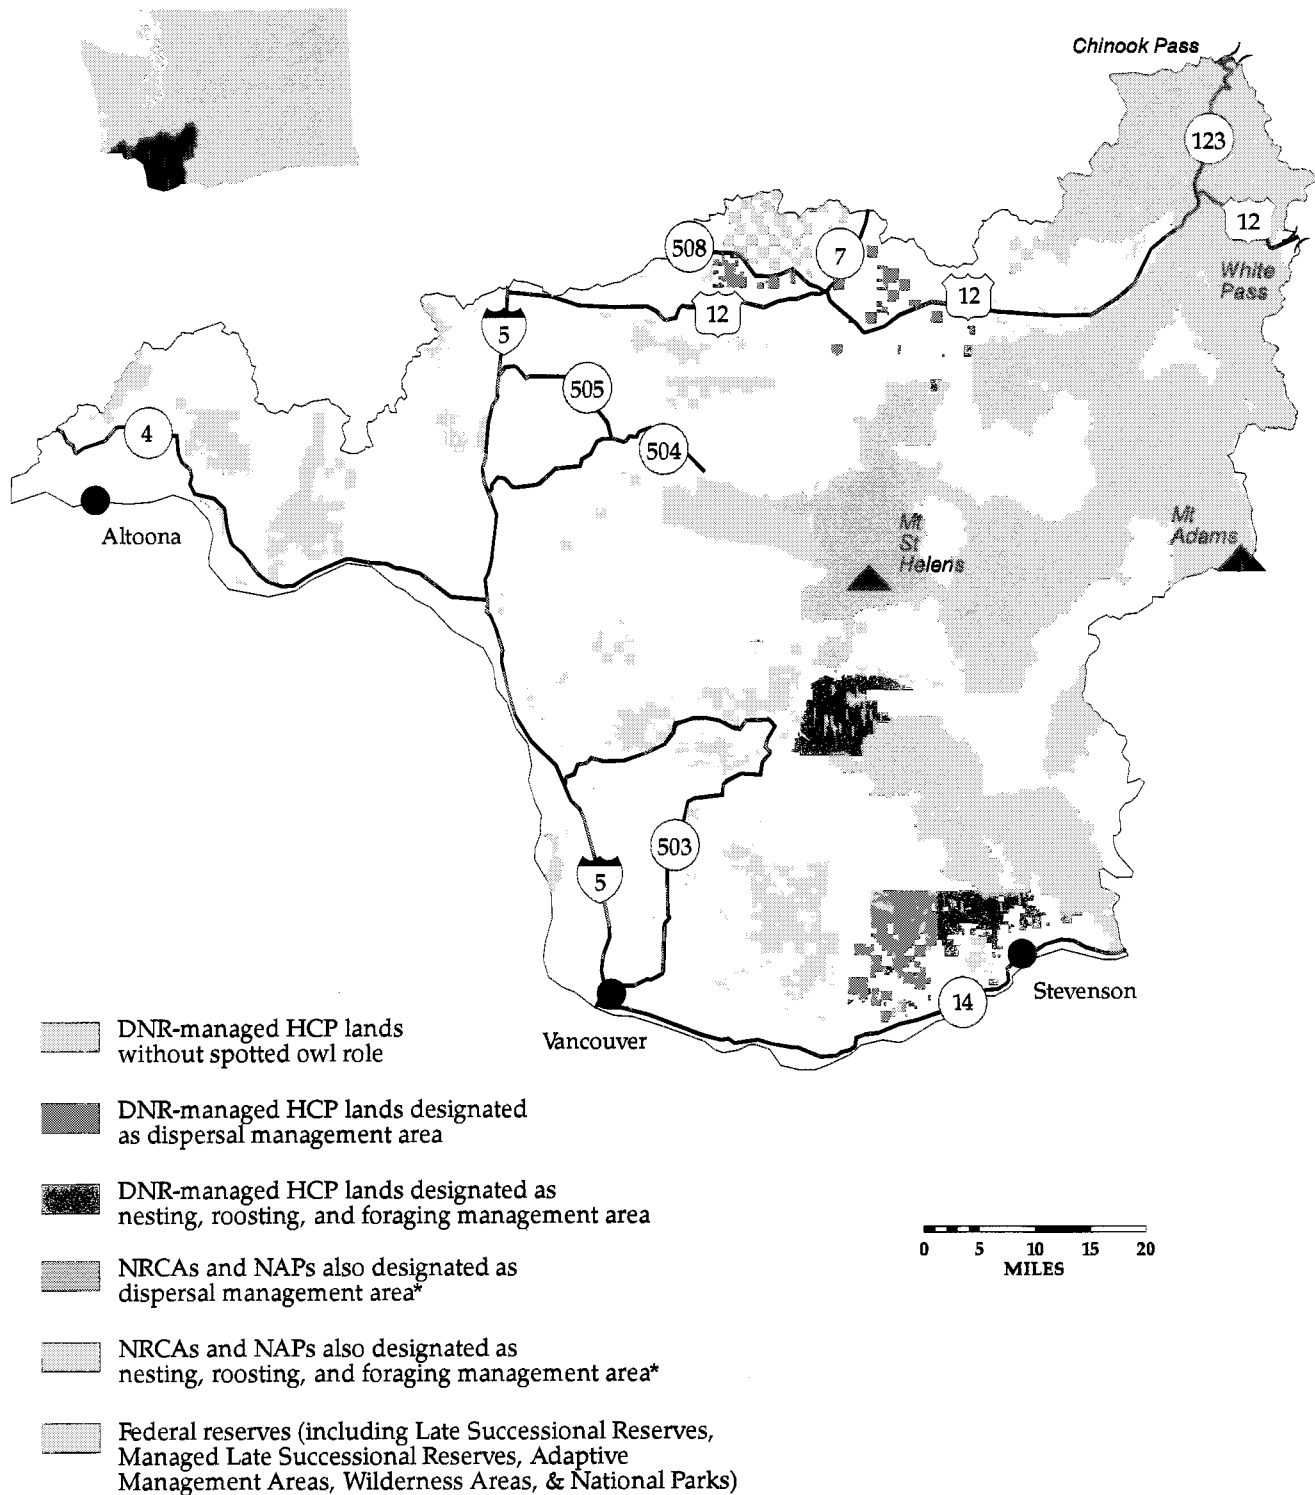 Chinook Pass
123
12
White
Pass
508
7
12
12
5
505
504
4
Altoona
Mt
St
Helens
Mt
Adams
503
5
14
Stevenson
Vancouver
DNR-managed HCP lands
without spotted owl role
DNR-managed HCP lands designated
as dispersal management area
DNR-managed HCP lands designated as
nesting, roosting, and foraging management area
NRCAs and NAPs also designated as
dispersal management area*
NRCAs and NAPs also designated as
nesting, roosting, and foraging management area*
Federal reserves (including Late Successional Reserves,
Managed Late Successional Reserves, Adaptive
Management Areas, Wilderness Areas, & National Parks)
0 5 10 15 20
MILES